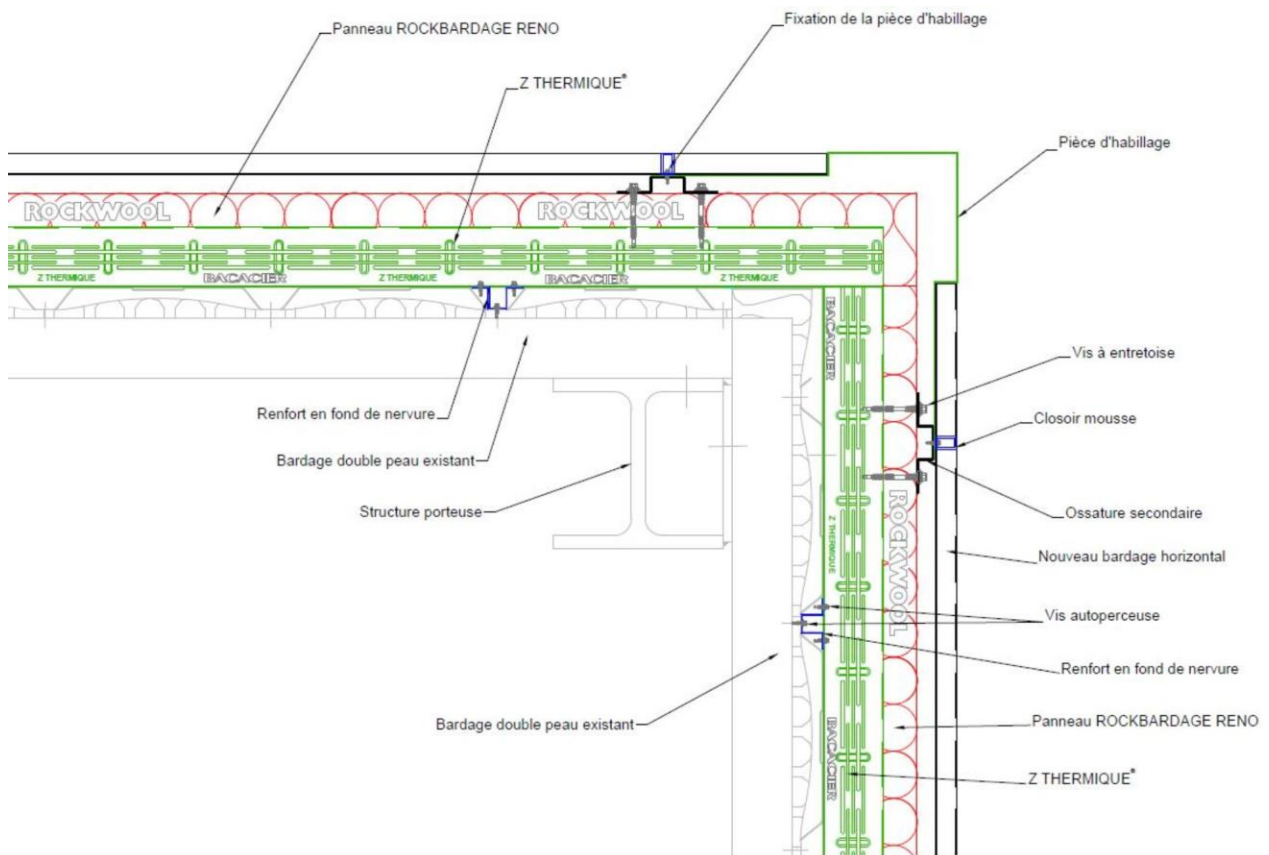 Fixation de la pièce d'habillage
Panneau ROCKBARDAGE RENO
Z THERMIQUE®
Pièce d'habillage
ROCKWOOL
ROCKWOOL
Z THERMIQUE
BACACIER
Z THERMIQUE
BACACIER
Z THERMIQUE
BACACIER
Vis à entretoise
Renfort en fond de nervure
Closoir mousse
Bardage double peau existant
Structure porteuse
ROCKWOOL
Z THERMIQUE
Ossature secondaire
Nouveau bardage horizontal
Vis autoperceuse
Renfort en fond de nervure
Bardage double peau existant
Panneau ROCKBARDAGE RENO
BACACIER
Z THERMIQUE®